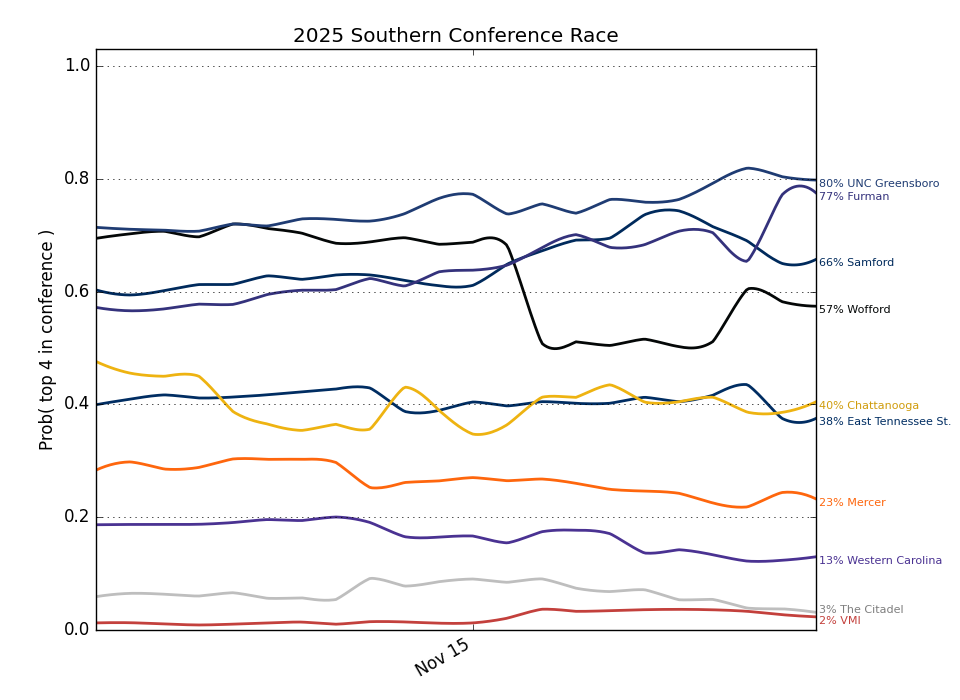 2025 Southern Conference Race
Prob( top 4 in conference )
1.0
0.8
0.6
0.4
0.2
0.0
Nov 15
80% UNC Greensboro
77% Furman
66% Samford
57% Wofford
40% Chattanooga
38% East Tennessee St.
23% Mercer
13% Western Carolina
3% The Citadel
2% VMI